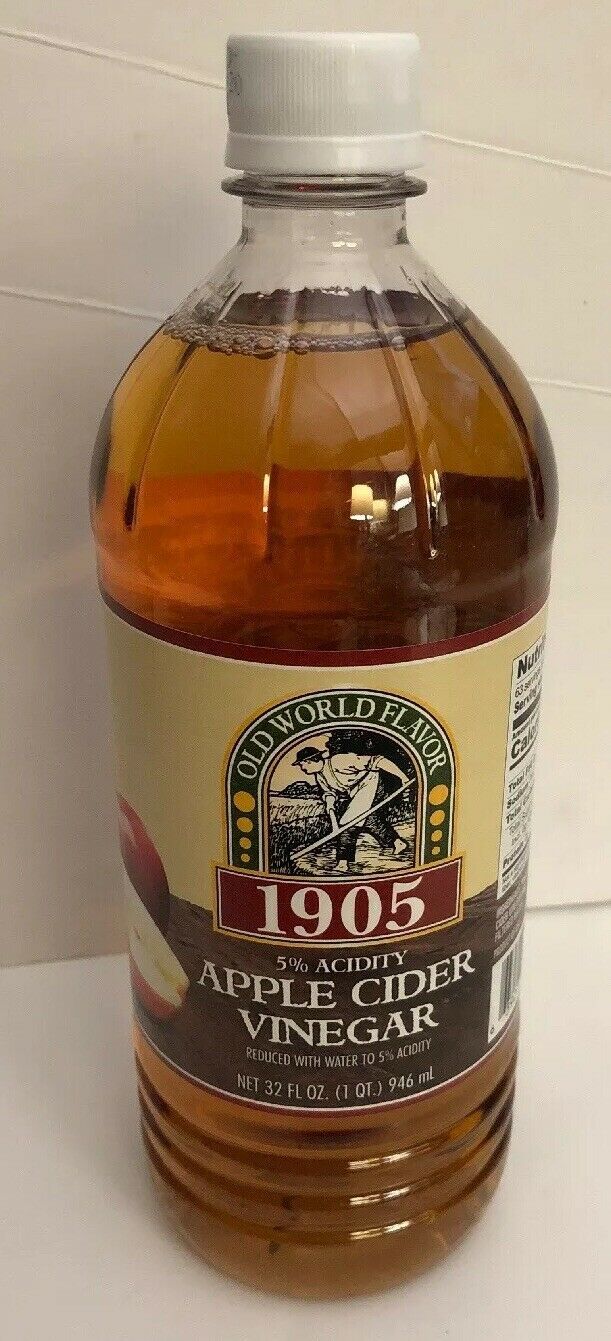 OLD WORLD FLAVOR
1905
5% ACIDITY
APPLE CIDER
VINEGAR
REDUCED WITH WATER TO 5% ACIDITY
NET 32 FL OZ. (1 QT.) 946 mL